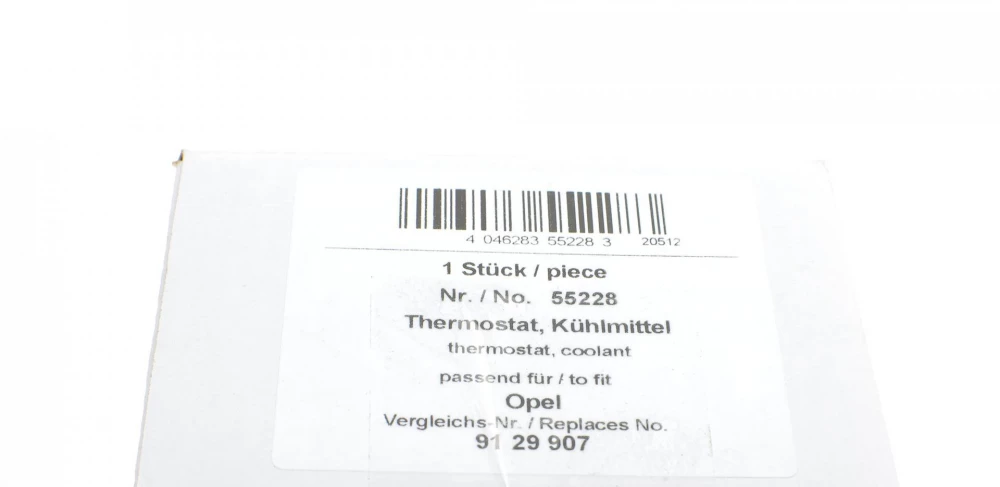 4 046283 55228 3 20512
1 Stück / piece
Nr. / No. 55228
Thermostat, Kühlmittel
thermostat, coolant
passend für / to fit
Opel
Vergleichs-Nr. / Replaces No.
91 29 907